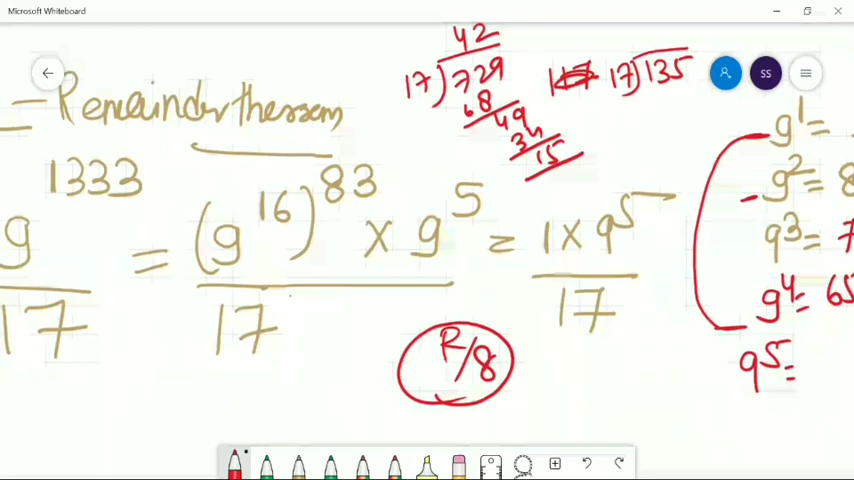 Microsoft Whiteboard
SS
= Remainder theorem
42
17)729
68
49
34
15
17)135
9^1333 / 17 = (9^16)^83 × 9^5 / 17 = 1 × 9^5 / 17
R/8
9^1 =
9^2 = 8
9^3 = 7
9^4 = 65
9^5 =